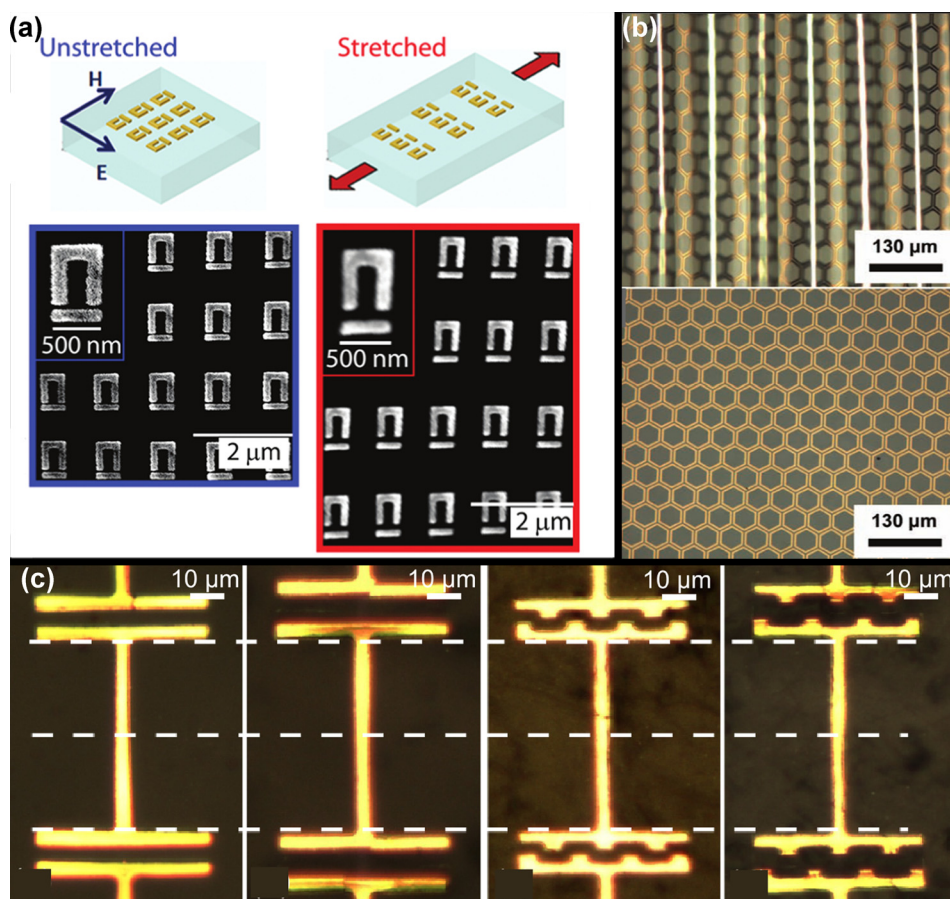 (a)
Unstretched
Stretched
H
E
500 nm
2 μm
500 nm
2 μm
(b)
130 μm
130 μm
(c)
10 μm
10 μm
10 μm
10 μm